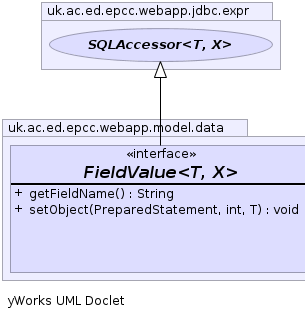 uk.ac.ed.epcc.webapp.jdbc.expr
SQLAccessor<T, X>
uk.ac.ed.epcc.webapp.model.data
«interface»
FieldValue<T, X>
+ getFieldName() : String
+ setObject(PreparedStatement, int, T) : void
yWorks UML Doclet